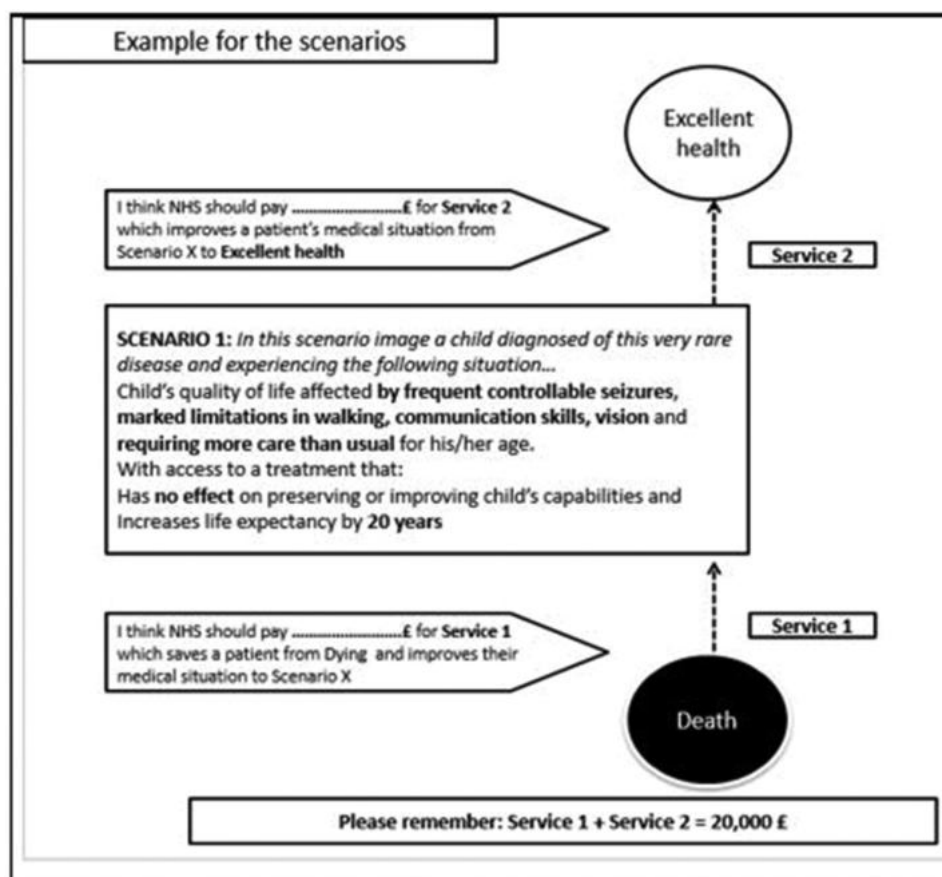 Example for the scenarios
Excellent
health
I think NHS should pay ............................£ for Service 2
which improves a patient's medical situation from
Scenario X to Excellent health
Service 2
SCENARIO 1: In this scenario image a child diagnosed of this very rare
disease and experiencing the following situation...
Child's quality of life affected by frequent controllable seizures,
marked limitations in walking, communication skills, vision and
requiring more care than usual for his/her age.
With access to a treatment that:
Has no effect on preserving or improving child's capabilities and
Increases life expectancy by 20 years
I think NHS should pay ............................£ for Service 1
which saves a patient from Dying and improves their
medical situation to Scenario X
Service 1
Death
Please remember: Service 1 + Service 2 = 20,000 £